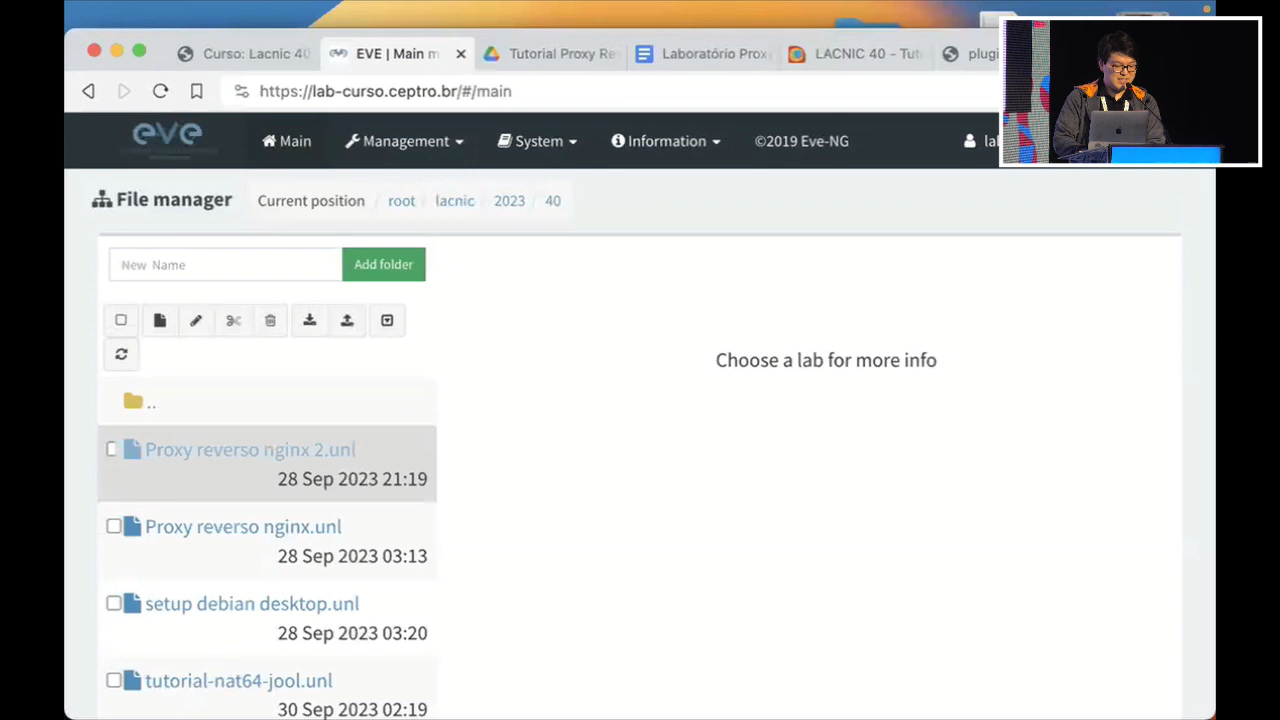 Curso: Lacnic
EVE | Main m
Tutorial Proxy Re
Laboratório
LACNIC 40 - Tut
plug
https://lab-curso.ceptro.br/#/main
eve
Main
Management
System
Information
©2019 Eve-NG
lab
File manager
Current position / root / lacnic / 2023 / 40
New Name
Add folder
Choose a lab for more info
..
Proxy reverso nginx 2.unl
28 Sep 2023 21:19
Proxy reverso nginx.unl
28 Sep 2023 03:13
setup debian desktop.unl
28 Sep 2023 03:20
tutorial-nat64-jool.unl
30 Sep 2023 02:19